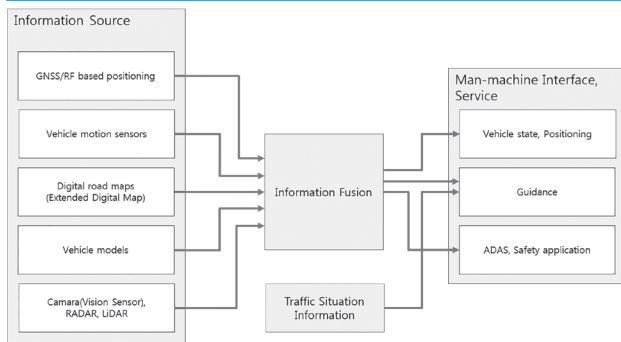 Information Source
GNSS/RF based positioning
Vehicle motion sensors
Digital road maps
(Extended Digital Map)
Vehicle models
Camara(Vision Sensor),
RADAR, LiDAR
Information Fusion
Traffic Situation
Information
Man-machine Interface,
Service
Vehicle state, Positioning
Guidance
ADAS, Safety application